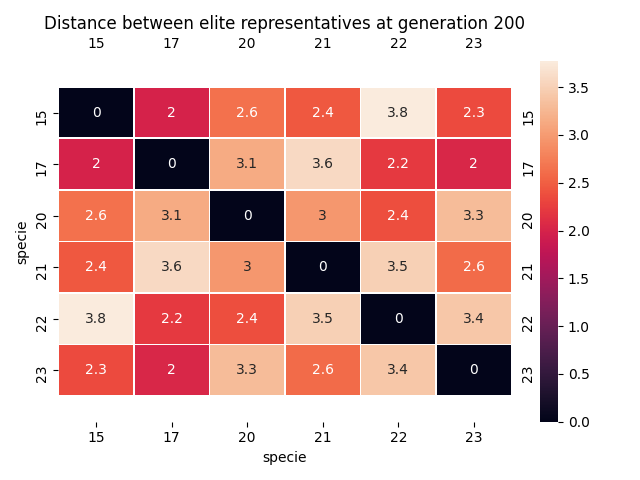 Distance between elite representatives at generation 200
15 17 20 21 22 23
15 0 2 2.6 2.4 3.8 2.3 15
17 2 0 3.1 3.6 2.2 2 17
20 2.6 3.1 0 3 2.4 3.3 20
21 2.4 3.6 3 0 3.5 2.6 21
22 3.8 2.2 2.4 3.5 0 3.4 22
23 2.3 2 3.3 2.6 3.4 0 23
15 17 20 21 22 23
specie
specie
3.5
3.0
2.5
2.0
1.5
1.0
0.5
0.0